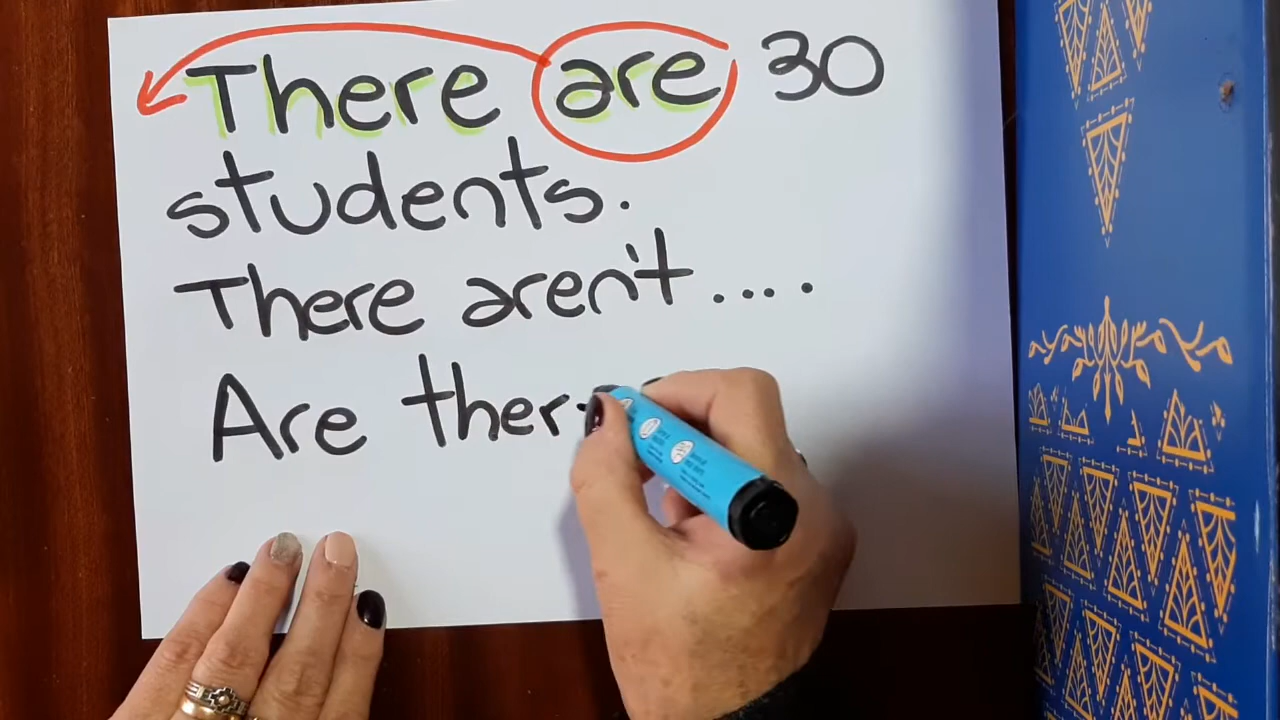 There are 30
students.
There aren't....
Are ther